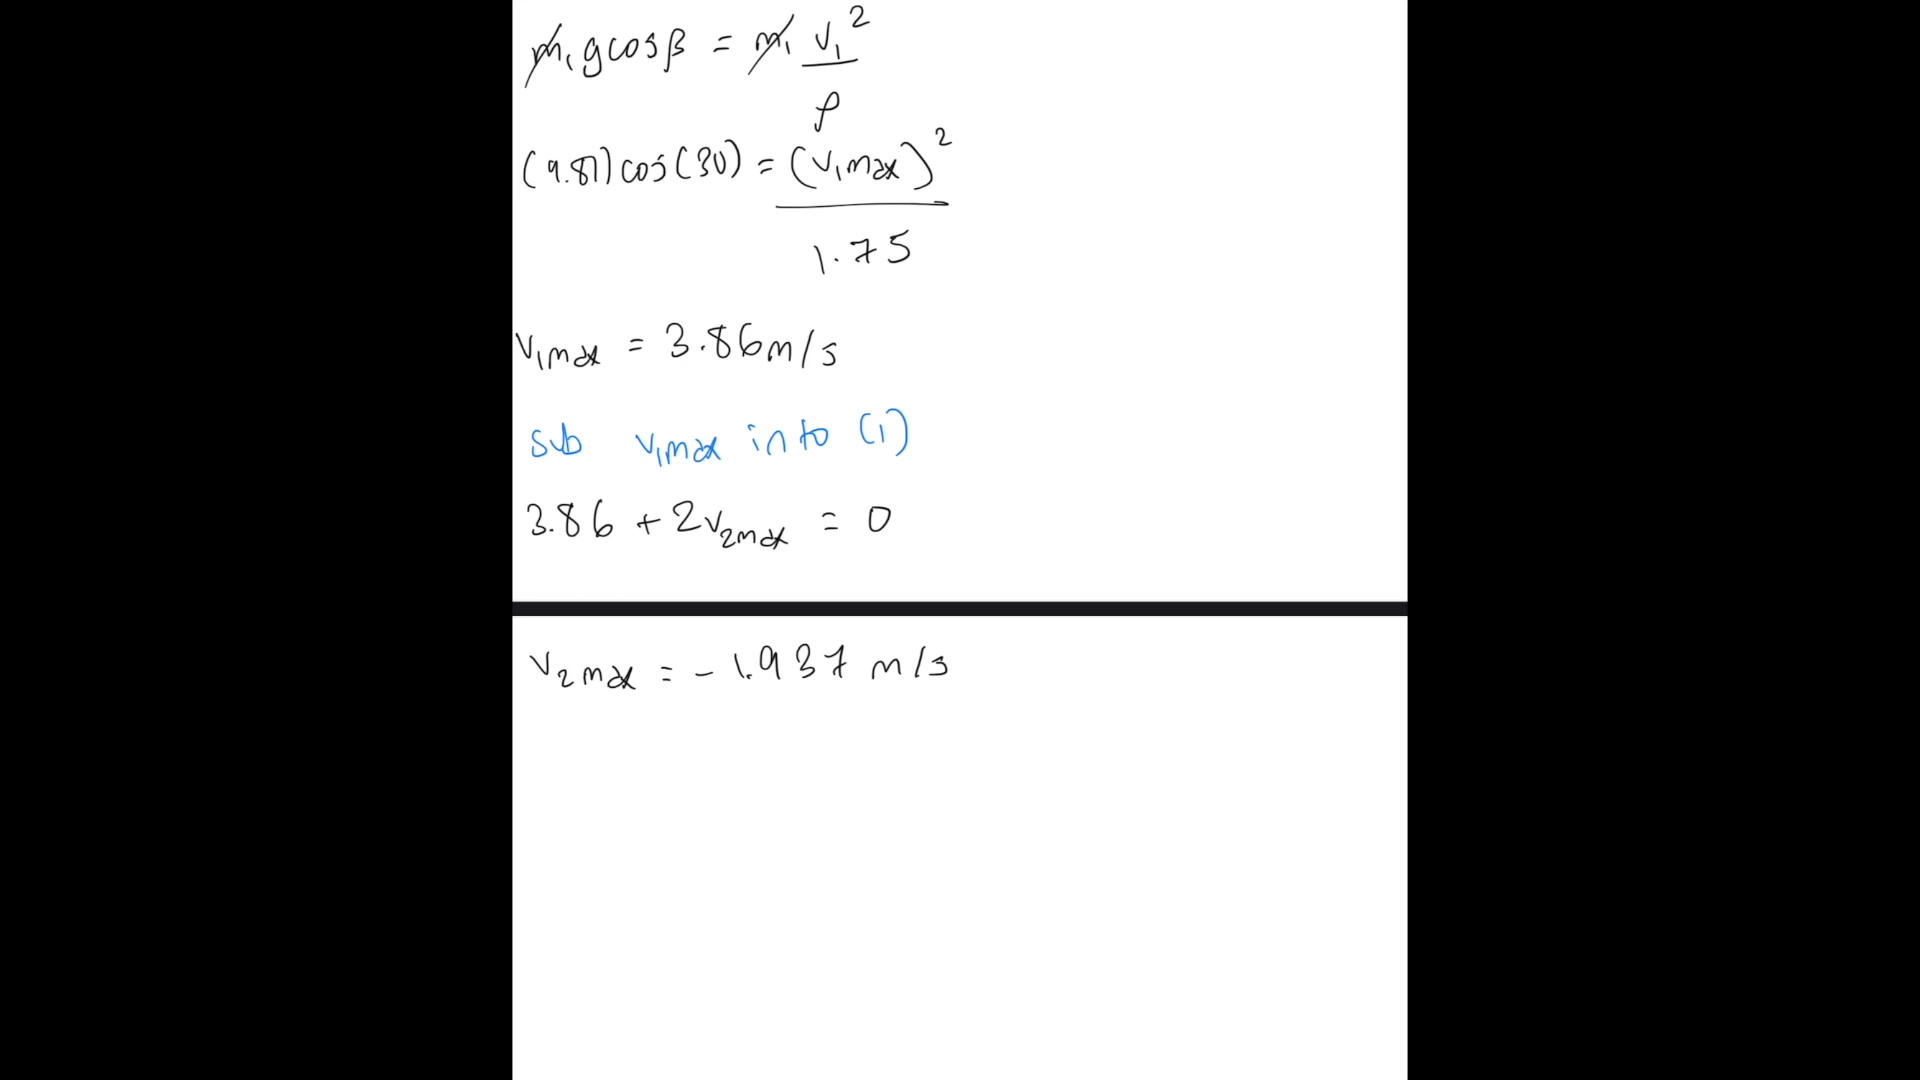 m₁gcosβ = m₁ v₁²/ρ
(9.81)cos(30) = (v₁max)²/1.75
v₁max = 3.86m/s
sub v₁max into (1)
3.86 + 2v₂max = 0
v₂max = - 1.937 m/s